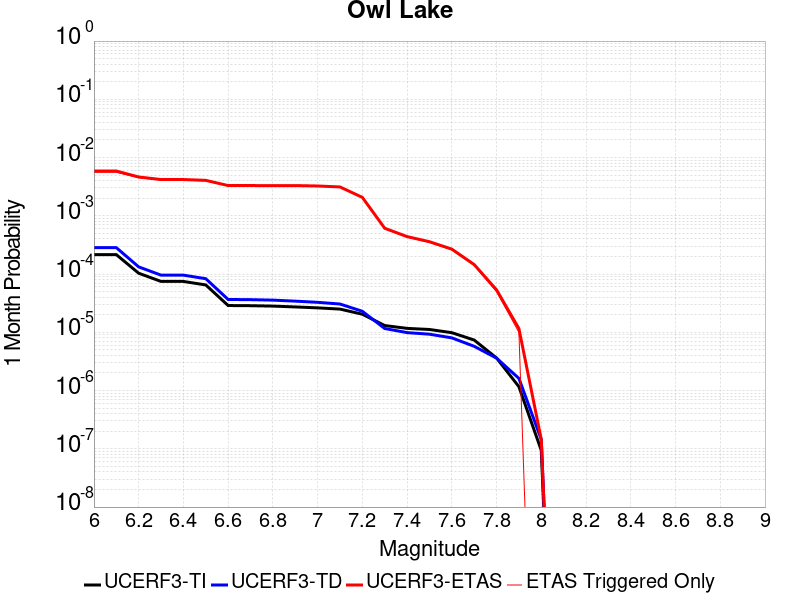 Owl Lake
10^0
10^-1
10^-2
10^-3
10^-4
10^-5
10^-6
10^-7
10^-8
1 Month Probability
6 6.2 6.4 6.6 6.8 7 7.2 7.4 7.6 7.8 8 8.2 8.4 8.6 8.8 9
Magnitude
UCERF3-TI UCERF3-TD UCERF3-ETAS ETAS Triggered Only